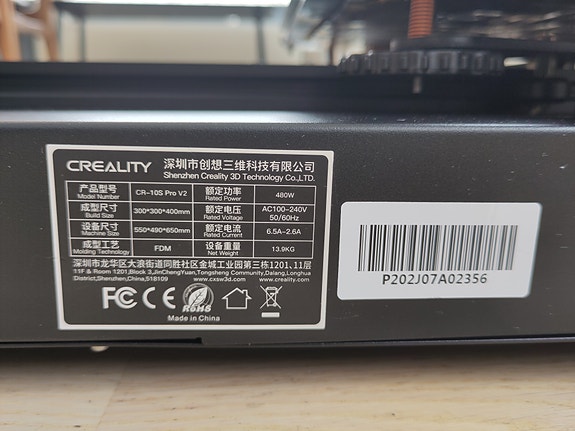 CREALITY 深圳市创想三维科技有限公司
Shenzhen Creality 3D Technology Co.,LTD.
产品型号 CR-10S Pro V2 额定功率 480W
Model Number Rated Power
成型尺寸 300*300*400mm 额定电压 AC100-240V
Build Size Rated Voltage 50/60Hz
设备尺寸 550*490*650mm 额定电流 6.5A-2.6A
Machine Size Rated Current
成型工艺 FDM 设备重量 13.9KG
Molding Technology Net Weight
深圳市龙华区大浪街道同胜社区金城工业园第三栋1201,11层
11F & Room 1201,Block 3,JinChengYuan,Tongsheng Community,Dalang,Longhua
District,Shenzhen,China,518109 www.cxsw3d.com www.creality.com
FC CE RoHS
Made in China
P202J07A02356